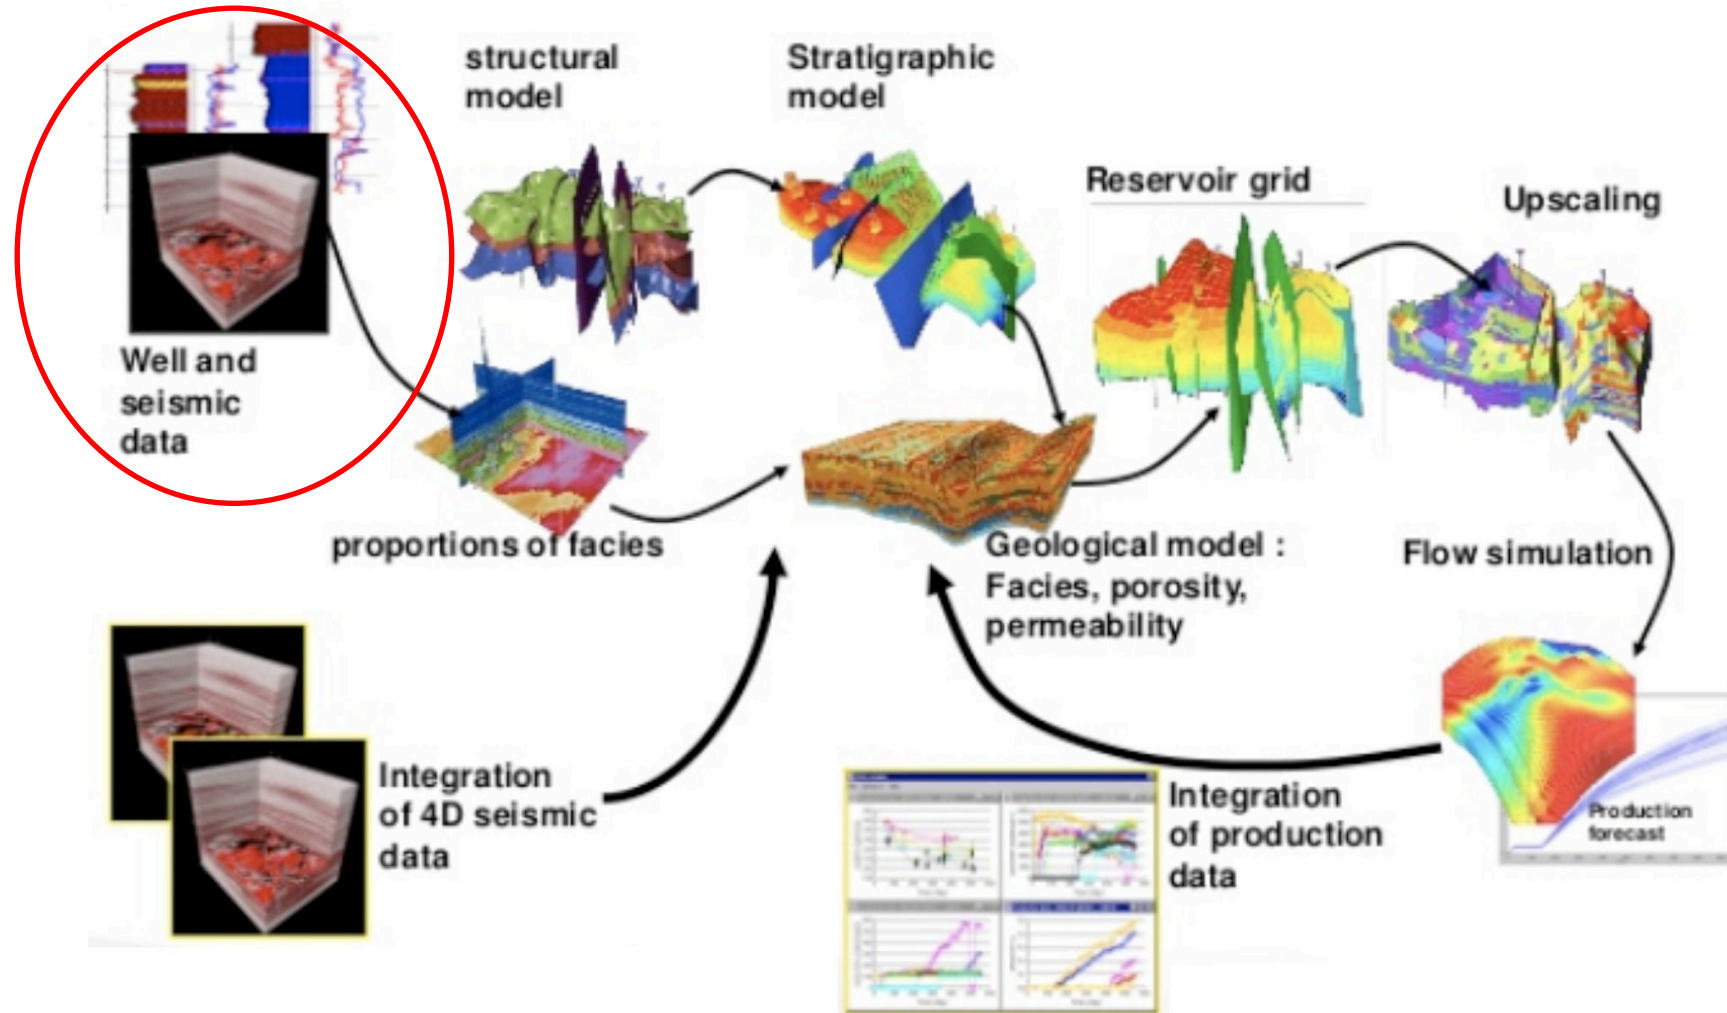 structural
model
Stratigraphic
model
Reservoir grid
Upscaling
Well and
seismic
data
proportions of facies
Geological model :
Facies, porosity,
permeability
Flow simulation
Integration
of 4D seismic
data
Integration
of production
data
Production
forecast